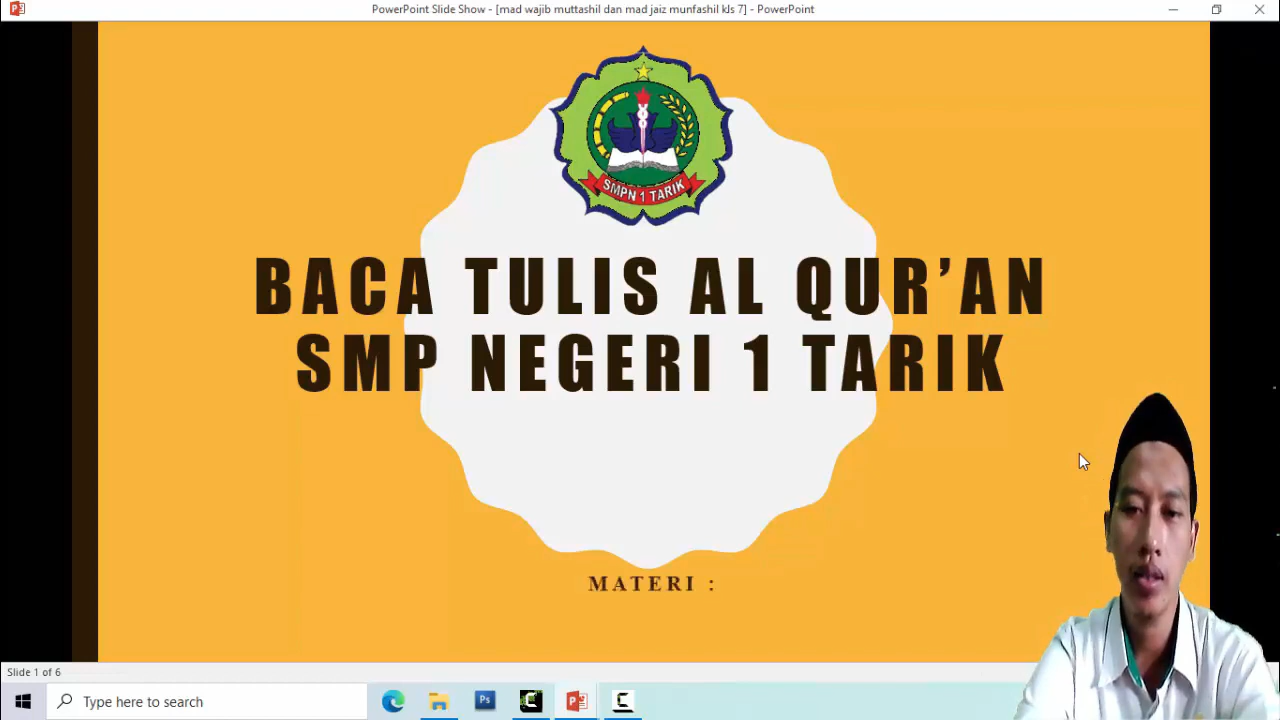 PowerPoint Slide Show - [mad wajib muttashil dan mad jaiz munfashil kls 7] - PowerPoint
SMPN 1 TARIK
BACA TULIS AL QUR’AN
SMP NEGERI 1 TARIK
MATERI :
Slide 1 of 6
Type here to search
Ps